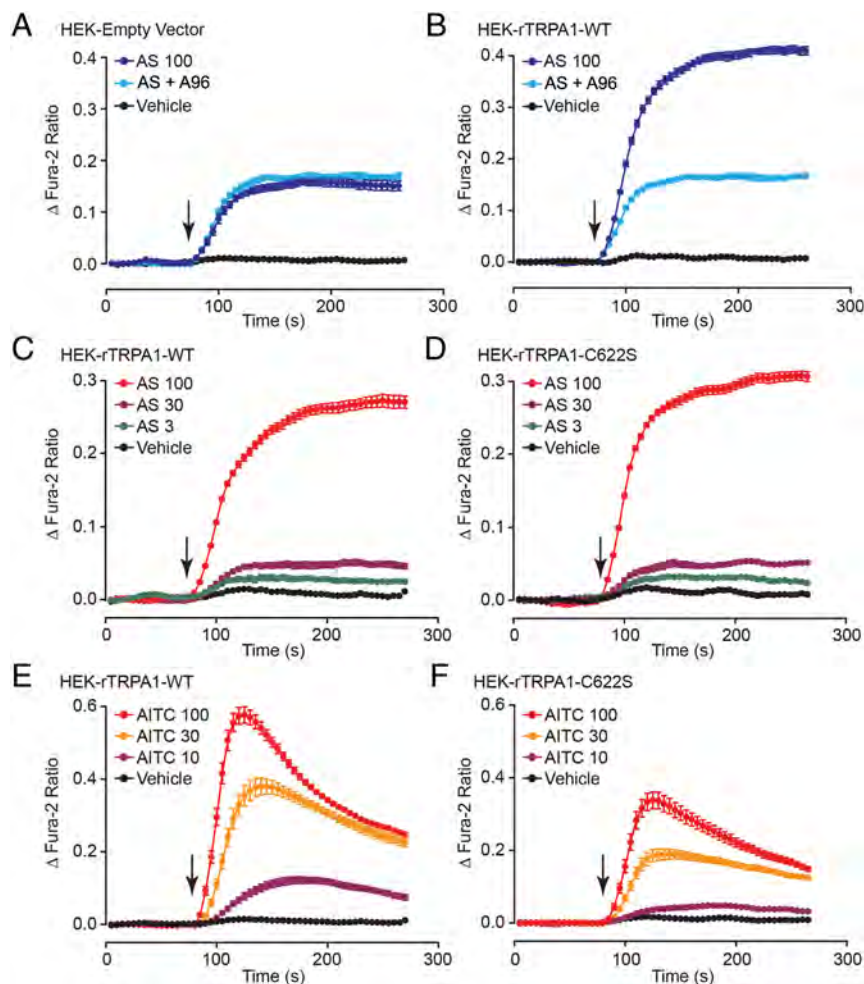 A
HEK-Empty Vector
AS 100
AS + A96
Vehicle
Δ Fura-2 Ratio
0.4
0.3
0.2
0.1
0.0
0
100
200
300
Time (s)
B
HEK-rTRPA1-WT
AS 100
AS + A96
Vehicle
Δ Fura-2 Ratio
0.4
0.3
0.2
0.1
0.0
0
100
200
300
Time (s)
C
HEK-rTRPA1-WT
AS 100
AS 30
AS 3
Vehicle
Δ Fura-2 Ratio
0.3
0.2
0.1
0.0
0
100
200
300
Time (s)
D
HEK-rTRPA1-C622S
AS 100
AS 30
AS 3
Vehicle
Δ Fura-2 Ratio
0.3
0.2
0.1
0.0
0
100
200
300
Time (s)
E
HEK-rTRPA1-WT
AITC 100
AITC 30
AITC 10
Vehicle
Δ Fura-2 Ratio
0.6
0.4
0.2
0.0
0
100
200
300
Time (s)
F
HEK-rTRPA1-C622S
AITC 100
AITC 30
AITC 10
Vehicle
Δ Fura-2 Ratio
0.6
0.4
0.2
0.0
0
100
200
300
Time (s)